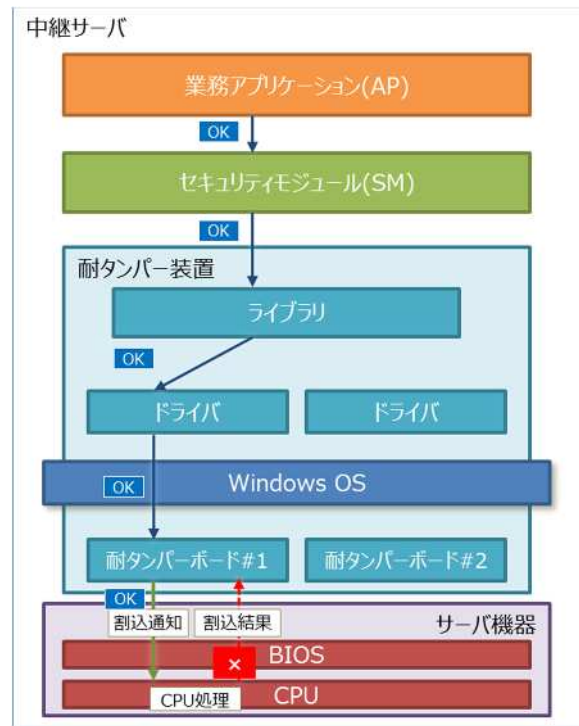 中継サーバ
業務アプリケーション(AP)
OK
セキュリティモジュール(SM)
OK
耐タンパー装置
ライブラリ
OK
ドライバ
ドライバ
OK
Windows OS
耐タンパーボード#1
耐タンパーボード#2
OK
割込通知
割込結果
サーバ機器
×
BIOS
CPU処理
CPU